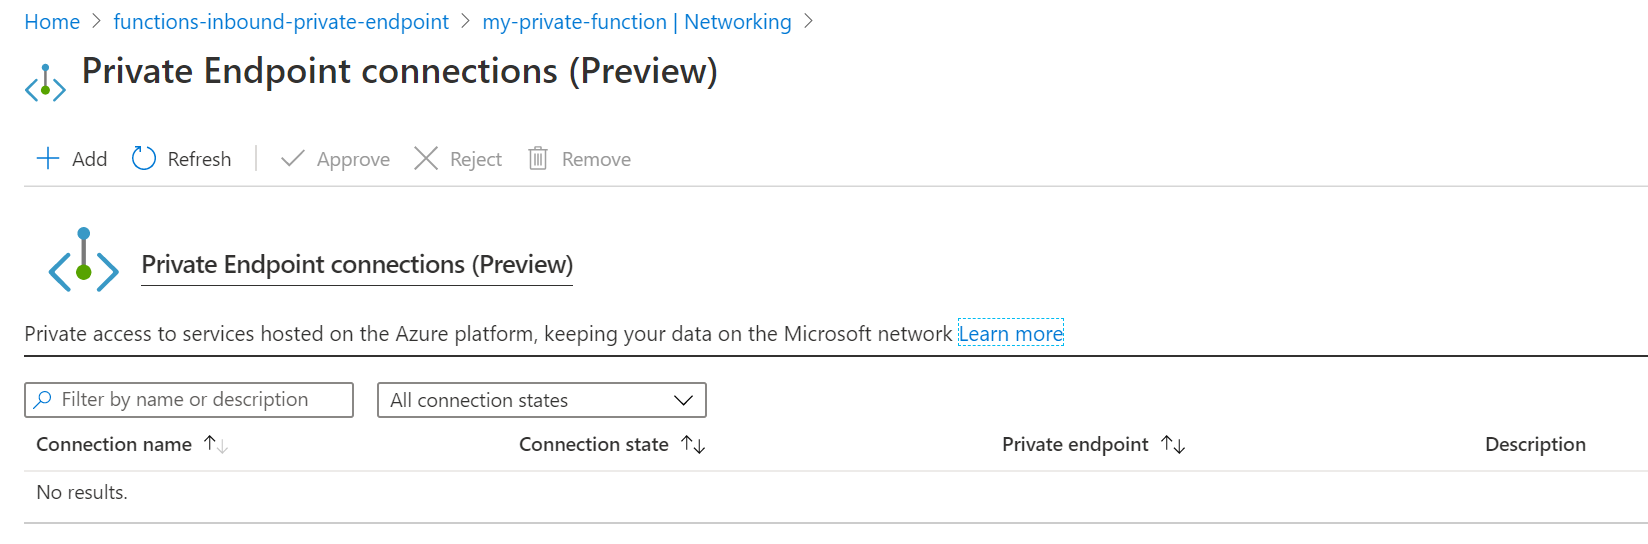 Home > functions-inbound-private-endpoint > my-private-function | Networking >
Private Endpoint connections (Preview)
Add Refresh Approve Reject Remove
Private Endpoint connections (Preview)
Private access to services hosted on the Azure platform, keeping your data on the Microsoft network Learn more
Filter by name or description All connection states
Connection name Connection state Private endpoint Description
No results.